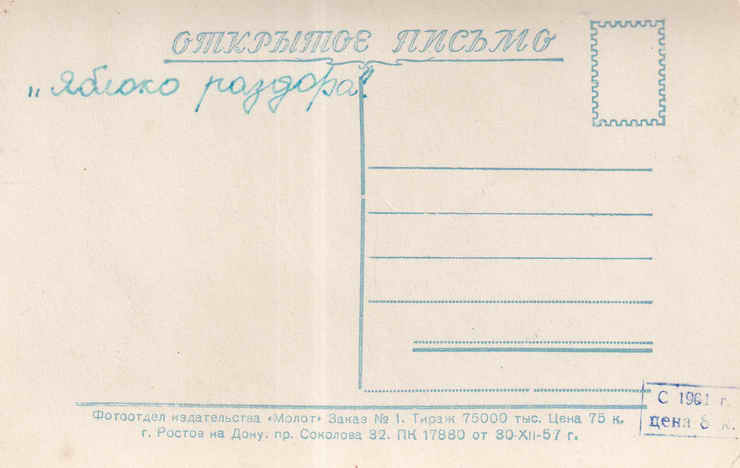 ОТКРЫТОЕ ПИСЬМО
„Яблоко раздора"
Фотоотдел издательства «Молот» Заказ № 1. Тираж 75000 тыс. Цена 75 к.
г. Ростов на Дону. пр. Соколова 32. ПК 17880 от 30-XII-57 г.
С 1961 г.
цена 8 к.